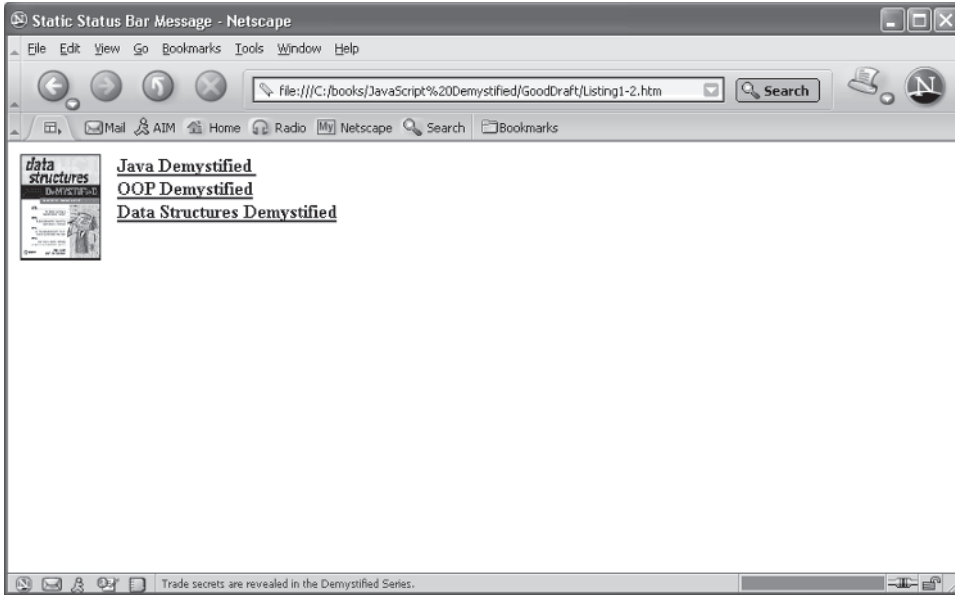 Static Status Bar Message - Netscape
File Edit View Go Bookmarks Tools Window Help
file:///C:/books/JavaScript%20Demystified/GoodDraft/Listing1-2.htm
Search
N
Mail AIM Home Radio My Netscape Search Bookmarks
data
structures
DeMYSTiFieD
Java Demystified
OOP Demystified
Data Structures Demystified
Trade secrets are revealed in the Demystified Series.